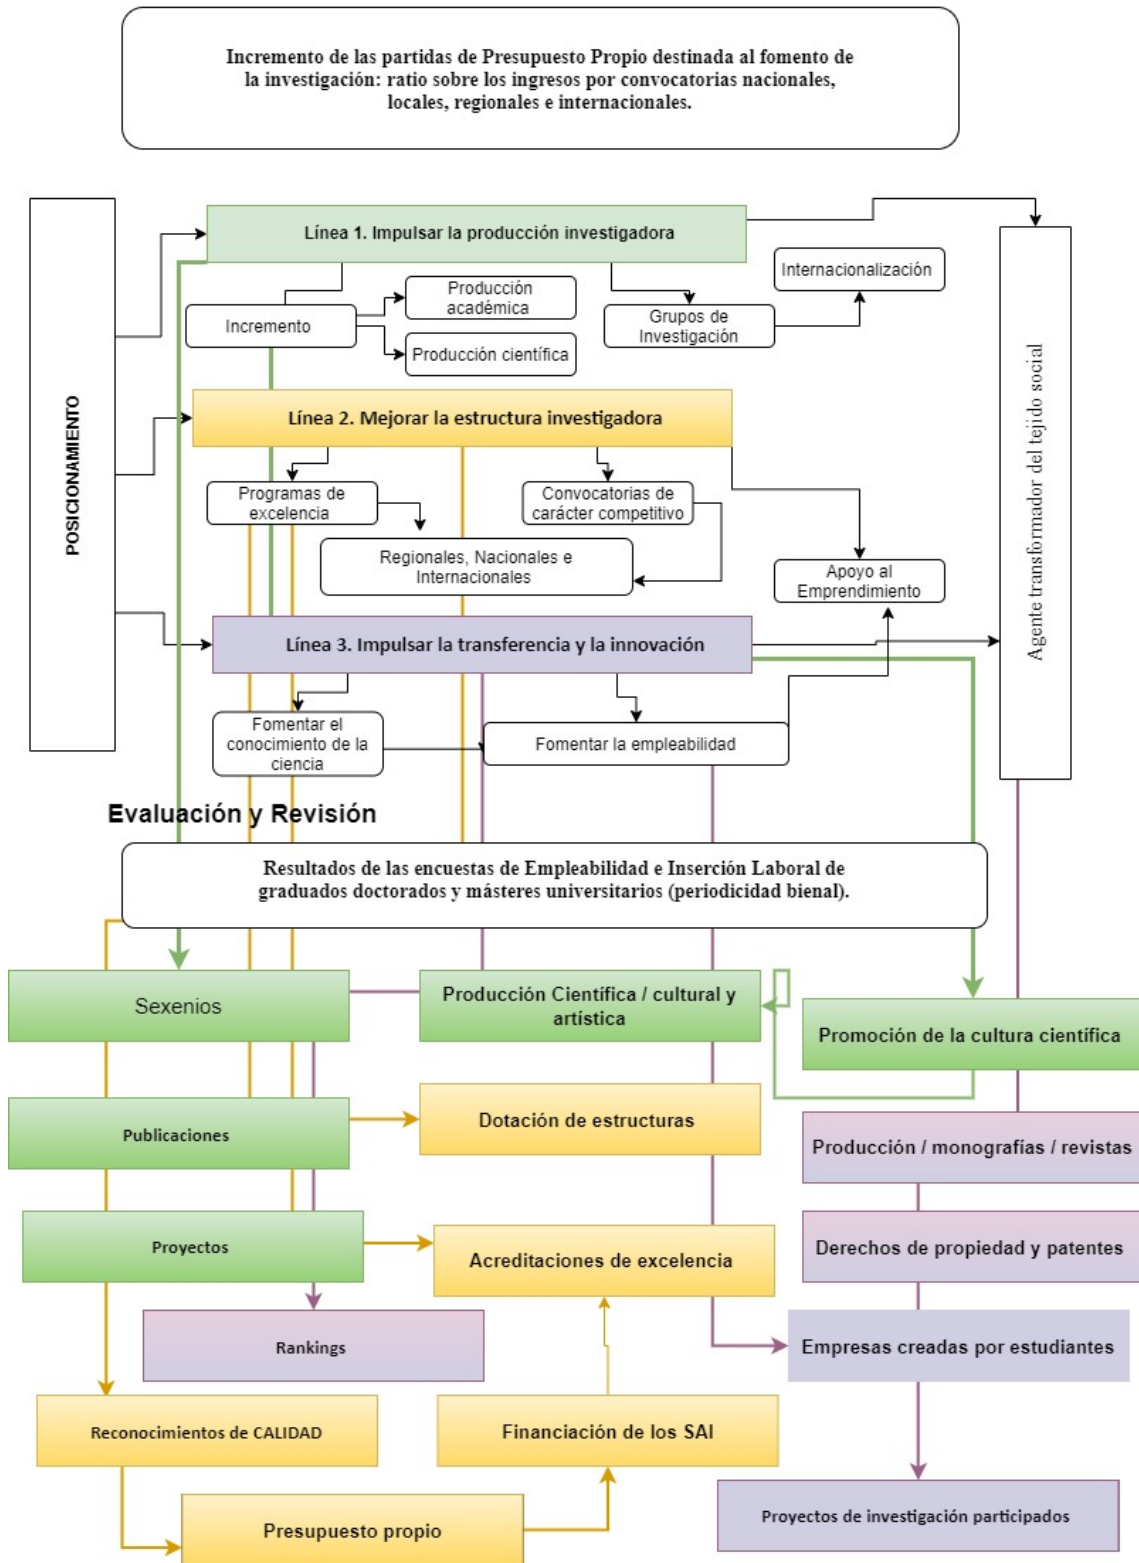 Incremento de las partidas de Presupuesto Propio destinada al fomento de
la investigación: ratio sobre los ingresos por convocatorias nacionales,
locales, regionales e internacionales.
POSICIONAMIENTO
Línea 1. Impulsar la producción investigadora
Internacionalización
Producción
académica
Incremento
Grupos de
Investigación
Producción científica
Agente transformador del tejido social
Línea 2. Mejorar la estructura investigadora
Programas de
excelencia
Convocatorias de
carácter competitivo
Regionales, Nacionales e
Internacionales
Apoyo al
Emprendimiento
Línea 3. Impulsar la transferencia y la innovación
Fomentar el
conocimiento de la
ciencia
Fomentar la empleabilidad
Evaluación y Revisión
Resultados de las encuestas de Empleabilidad e Inserción Laboral de
graduados doctorados y másteres universitarios (periodicidad bienal).
Sexenios
Producción Científica / cultural y
artística
Promoción de la cultura científica
Publicaciones
Dotación de estructuras
Producción / monografías / revistas
Proyectos
Acreditaciones de excelencia
Derechos de propiedad y patentes
Rankings
Empresas creadas por estudiantes
Reconocimientos de CALIDAD
Financiación de los SAI
Presupuesto propio
Proyectos de investigación participados